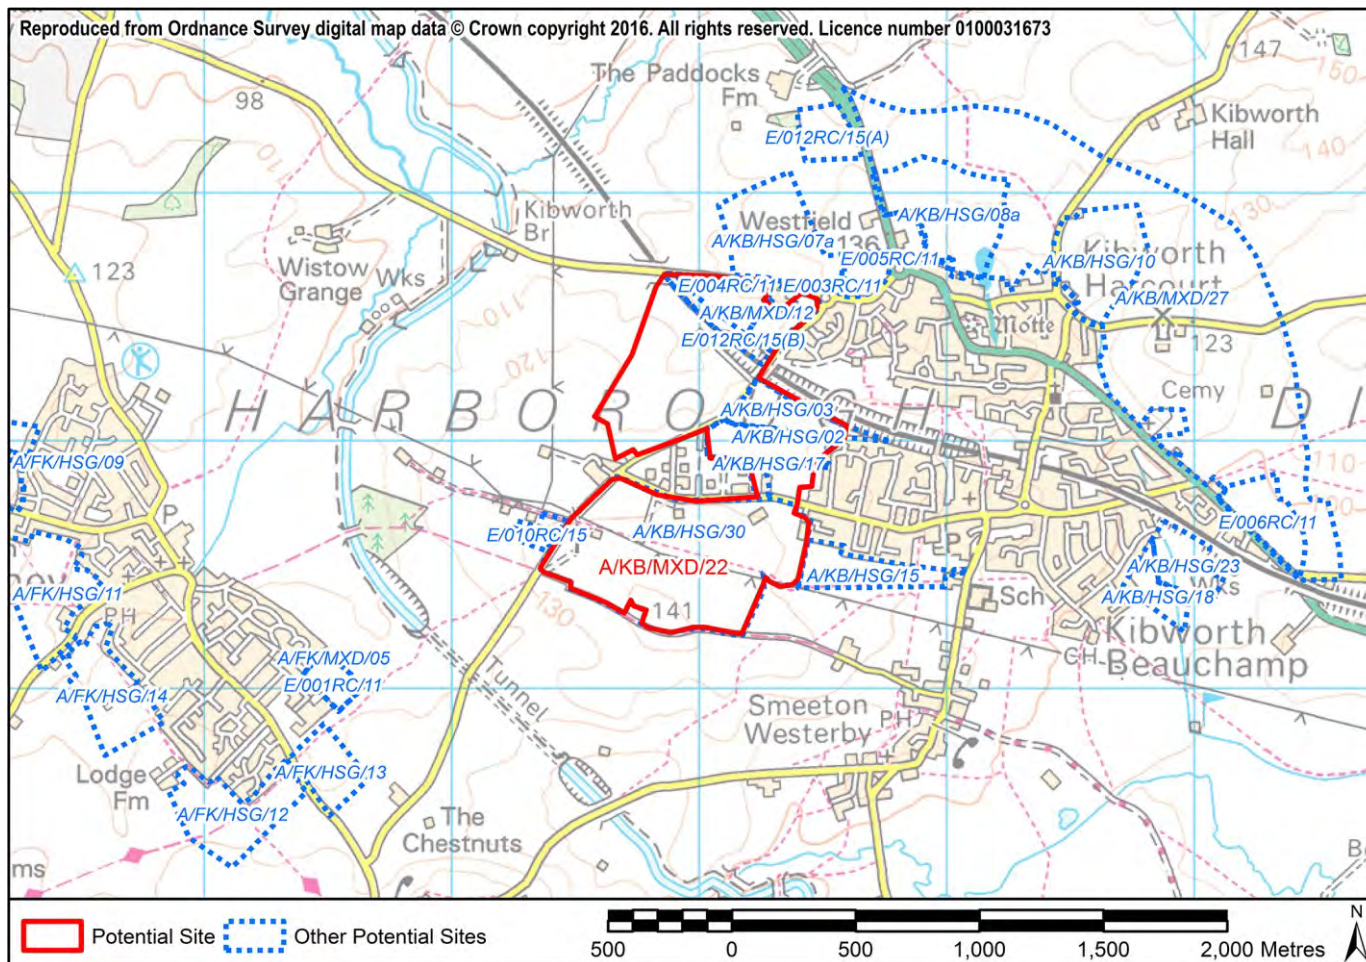 Reproduced from Ordnance Survey digital map data © Crown copyright 2016. All rights reserved. Licence number 0100031673
147
150
The Paddocks
Fm
98
Kibworth
Hall
E/012RC/15(A)
140
110
Kibworth
Br
Westfield
A/KB/HSG/08a
130
A/KB/HSG/07a
136
Kibworth
Harcourt
Wistow
Grange
Wks
E/005RC/11
A/KB/HSG/10
123
E/004RC/11
E/003RC/11
A/KB/MXD/27
110
A/KB/MXD/12
Motte
E/012RC/15(B)
123
120
Cemy
HARBORO
H
DI
A/KB/HSG/03
A/KB/HSG/02
A/FK/HSG/09
A/KB/HSG/17
110
100
P
E/010RC/15
A/KB/HSG/30
P
E/006RC/11
A/KB/MXD/22
A/KB/HSG/15
A/KB/HSG/23
Wks
A/FK/HSG/11
130
141
Sch
A/KB/HSG/18
PH
Kibworth
Beauchamp
A/FK/MXD/05
CH
E/001RC/11
A/FK/HSG/14
Tunnel
Smeeton
Westerby
PH
Lodge
Fm
A/FK/HSG/13
A/FK/HSG/12
The
Chestnuts
ms
Potential Site
Other Potential Sites
N
500 0 500 1,000 1,500 2,000 Metres